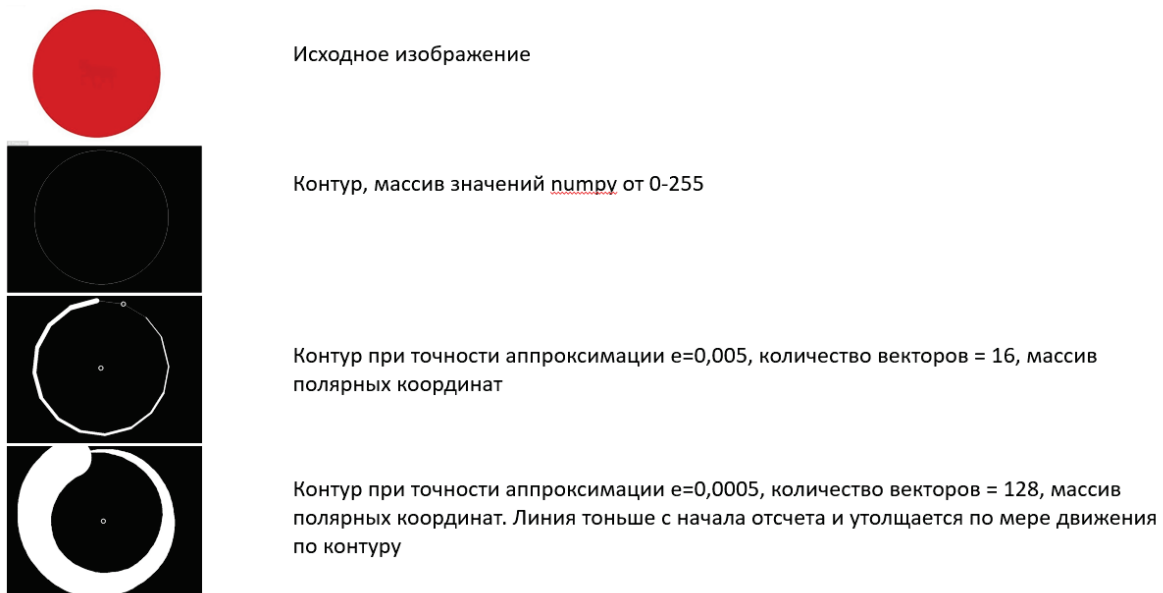 Исходное изображение
Контур, массив значений numpy от 0-255
Контур при точности аппроксимации e=0,005, количество векторов = 16, массив
полярных координат
Контур при точности аппроксимации e=0,0005, количество векторов = 128, массив
полярных координат. Линия тоньше с начала отсчета и утолщается по мере движения
по контуру